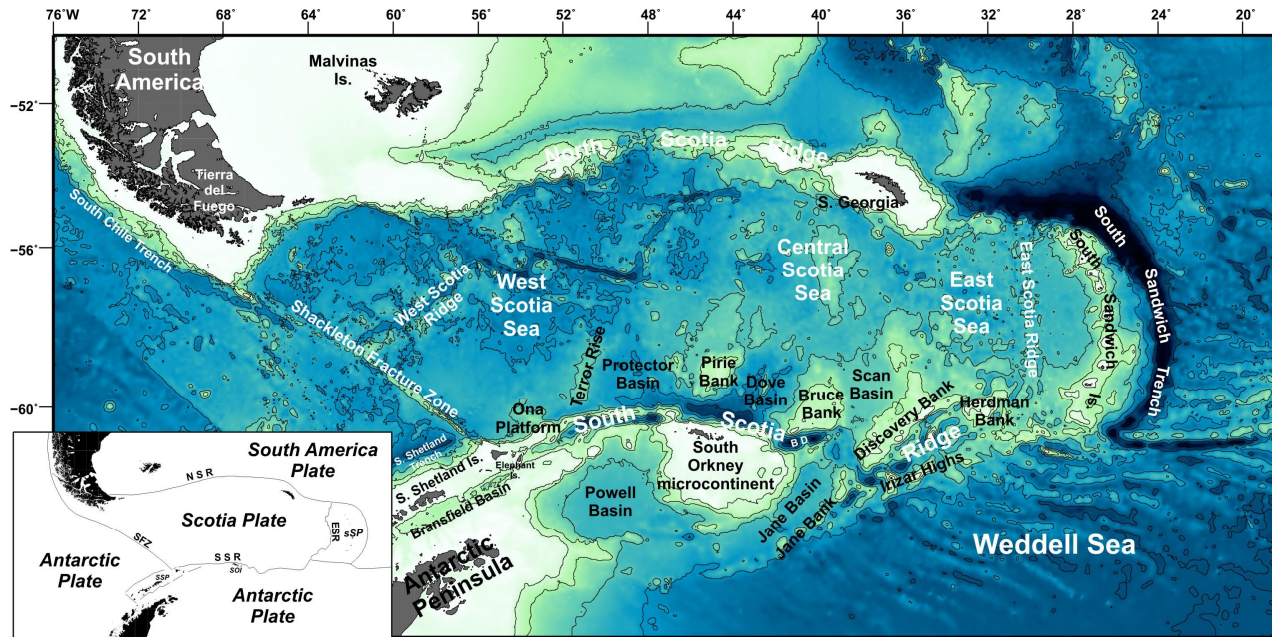 76°W 72 68 64 60 56 52 48 44 40 36 32 28 24 20
−52
−56
−60
South
America
Malvinas
Is.
Tierra
del
Fuego
South Chile Trench
North Scotia Ridge
S. Georgia
Shackleton Fracture Zone
West Scotia
Ridge
West
Scotia
Sea
Central
Scotia
Sea
East
Scotia
Sea
East Scotia Ridge
South Sandwich Is.
South Sandwich Trench
Terror Rise
Protector
Basin
Pirie
Bank
Dove
Basin
Bruce
Bank
Scan
Basin
Discovery Bank
Herdman
Bank
Ona
Platform
South Scotia Ridge
B D
Irizar Highs
S. Shetland
Trench
Elephant
Is.
S. Shetland Is.
Bransfield Basin
South
Orkney
microcontinent
Powell
Basin
Jane Basin
Jane Bank
Weddell Sea
Antarctic
Peninsula
South America
Plate
N S R
Scotia Plate
ESR
sSP
SFZ
S S R
SOi
SSP
Antarctic
Plate
Antarctic
Plate